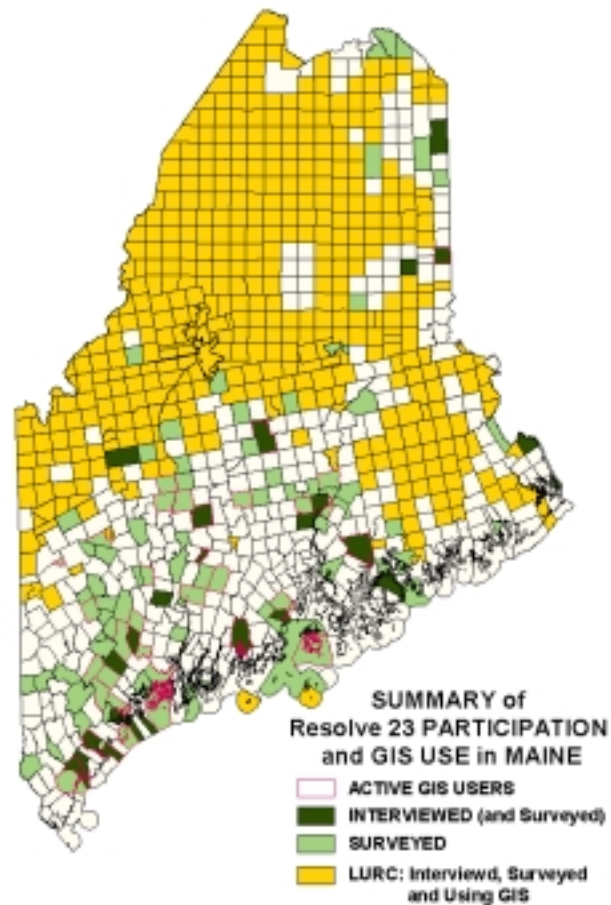 SUMMARY of
Resolve 23 PARTICIPATION
and GIS USE in MAINE
ACTIVE GIS USERS
INTERVIEWED (and Surveyed)
SURVEYED
LURC: Interviewd, Surveyed
and Using GIS